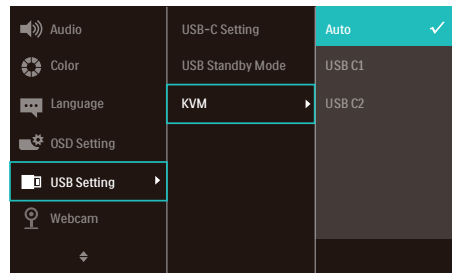 Audio
Color
Language
OSD Setting
USB Setting
Webcam
USB-C Setting
USB Standby Mode
KVM
Auto
USB C1
USB C2